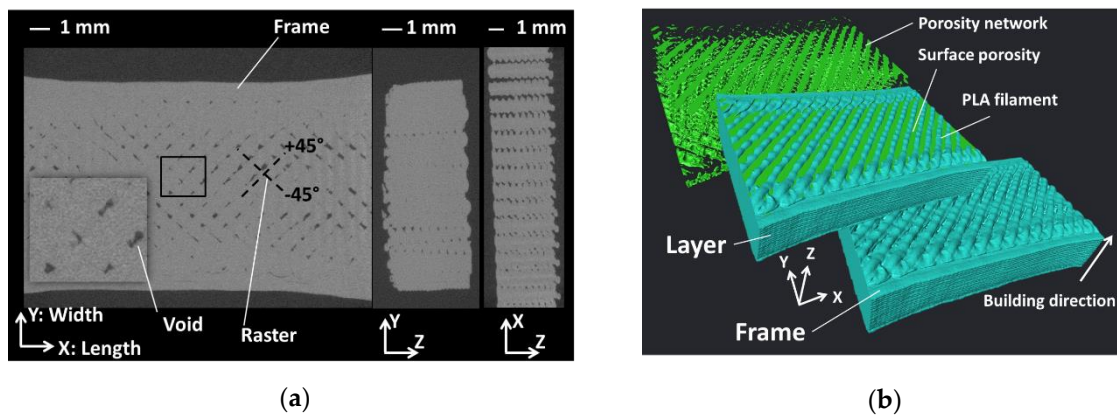 1 mm
Frame
1 mm
1 mm
+45°
-45°
Void
Raster
Y: Width
X: Length
Y
Z
X
Z
Porosity network
Surface porosity
PLA filament
Layer
Y
Z
X
Building direction
Frame
(a)
(b)